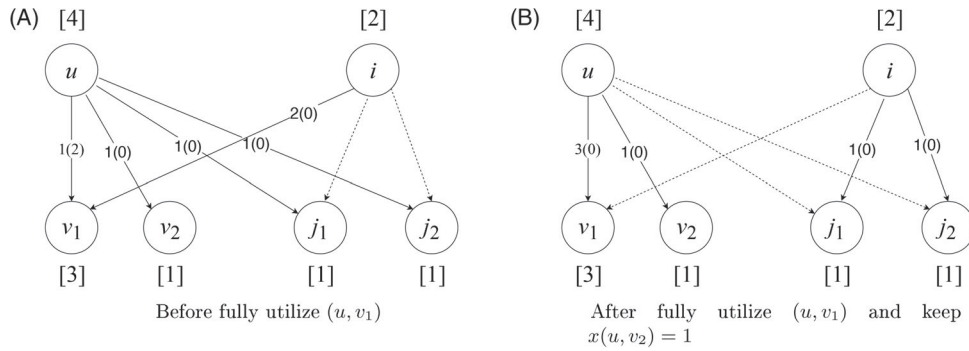 (A)
[4]
[2]
u
i
2(0)
1(2)
1(0)
1(0)
1(0)
v1
v2
j1
j2
[3]
[1]
[1]
[1]
Before fully utilize (u, v1)
(B)
[4]
[2]
u
i
3(0)
1(0)
1(0)
1(0)
v1
v2
j1
j2
[3]
[1]
[1]
[1]
After fully utilize (u, v1) and keep
x(u, v2) = 1